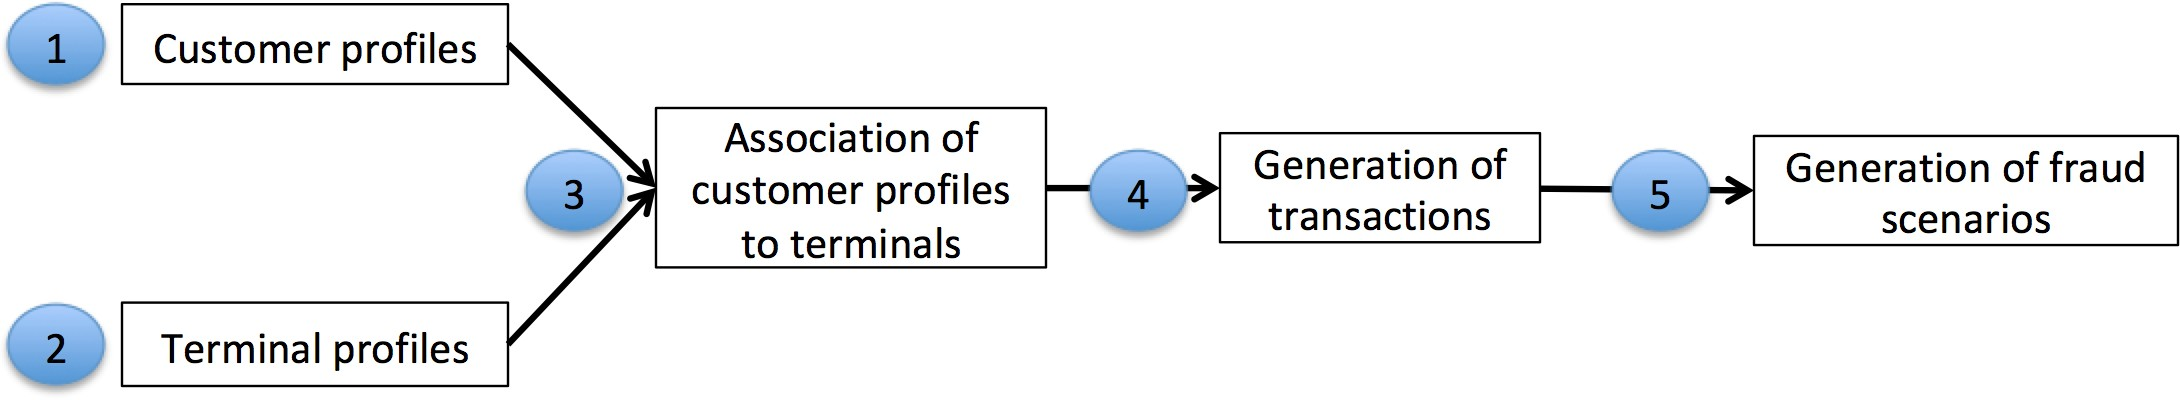 1
Customer profiles
2
Terminal profiles
3
Association of
customer profiles
to terminals
4
Generation of
transactions
5
Generation of fraud
scenarios